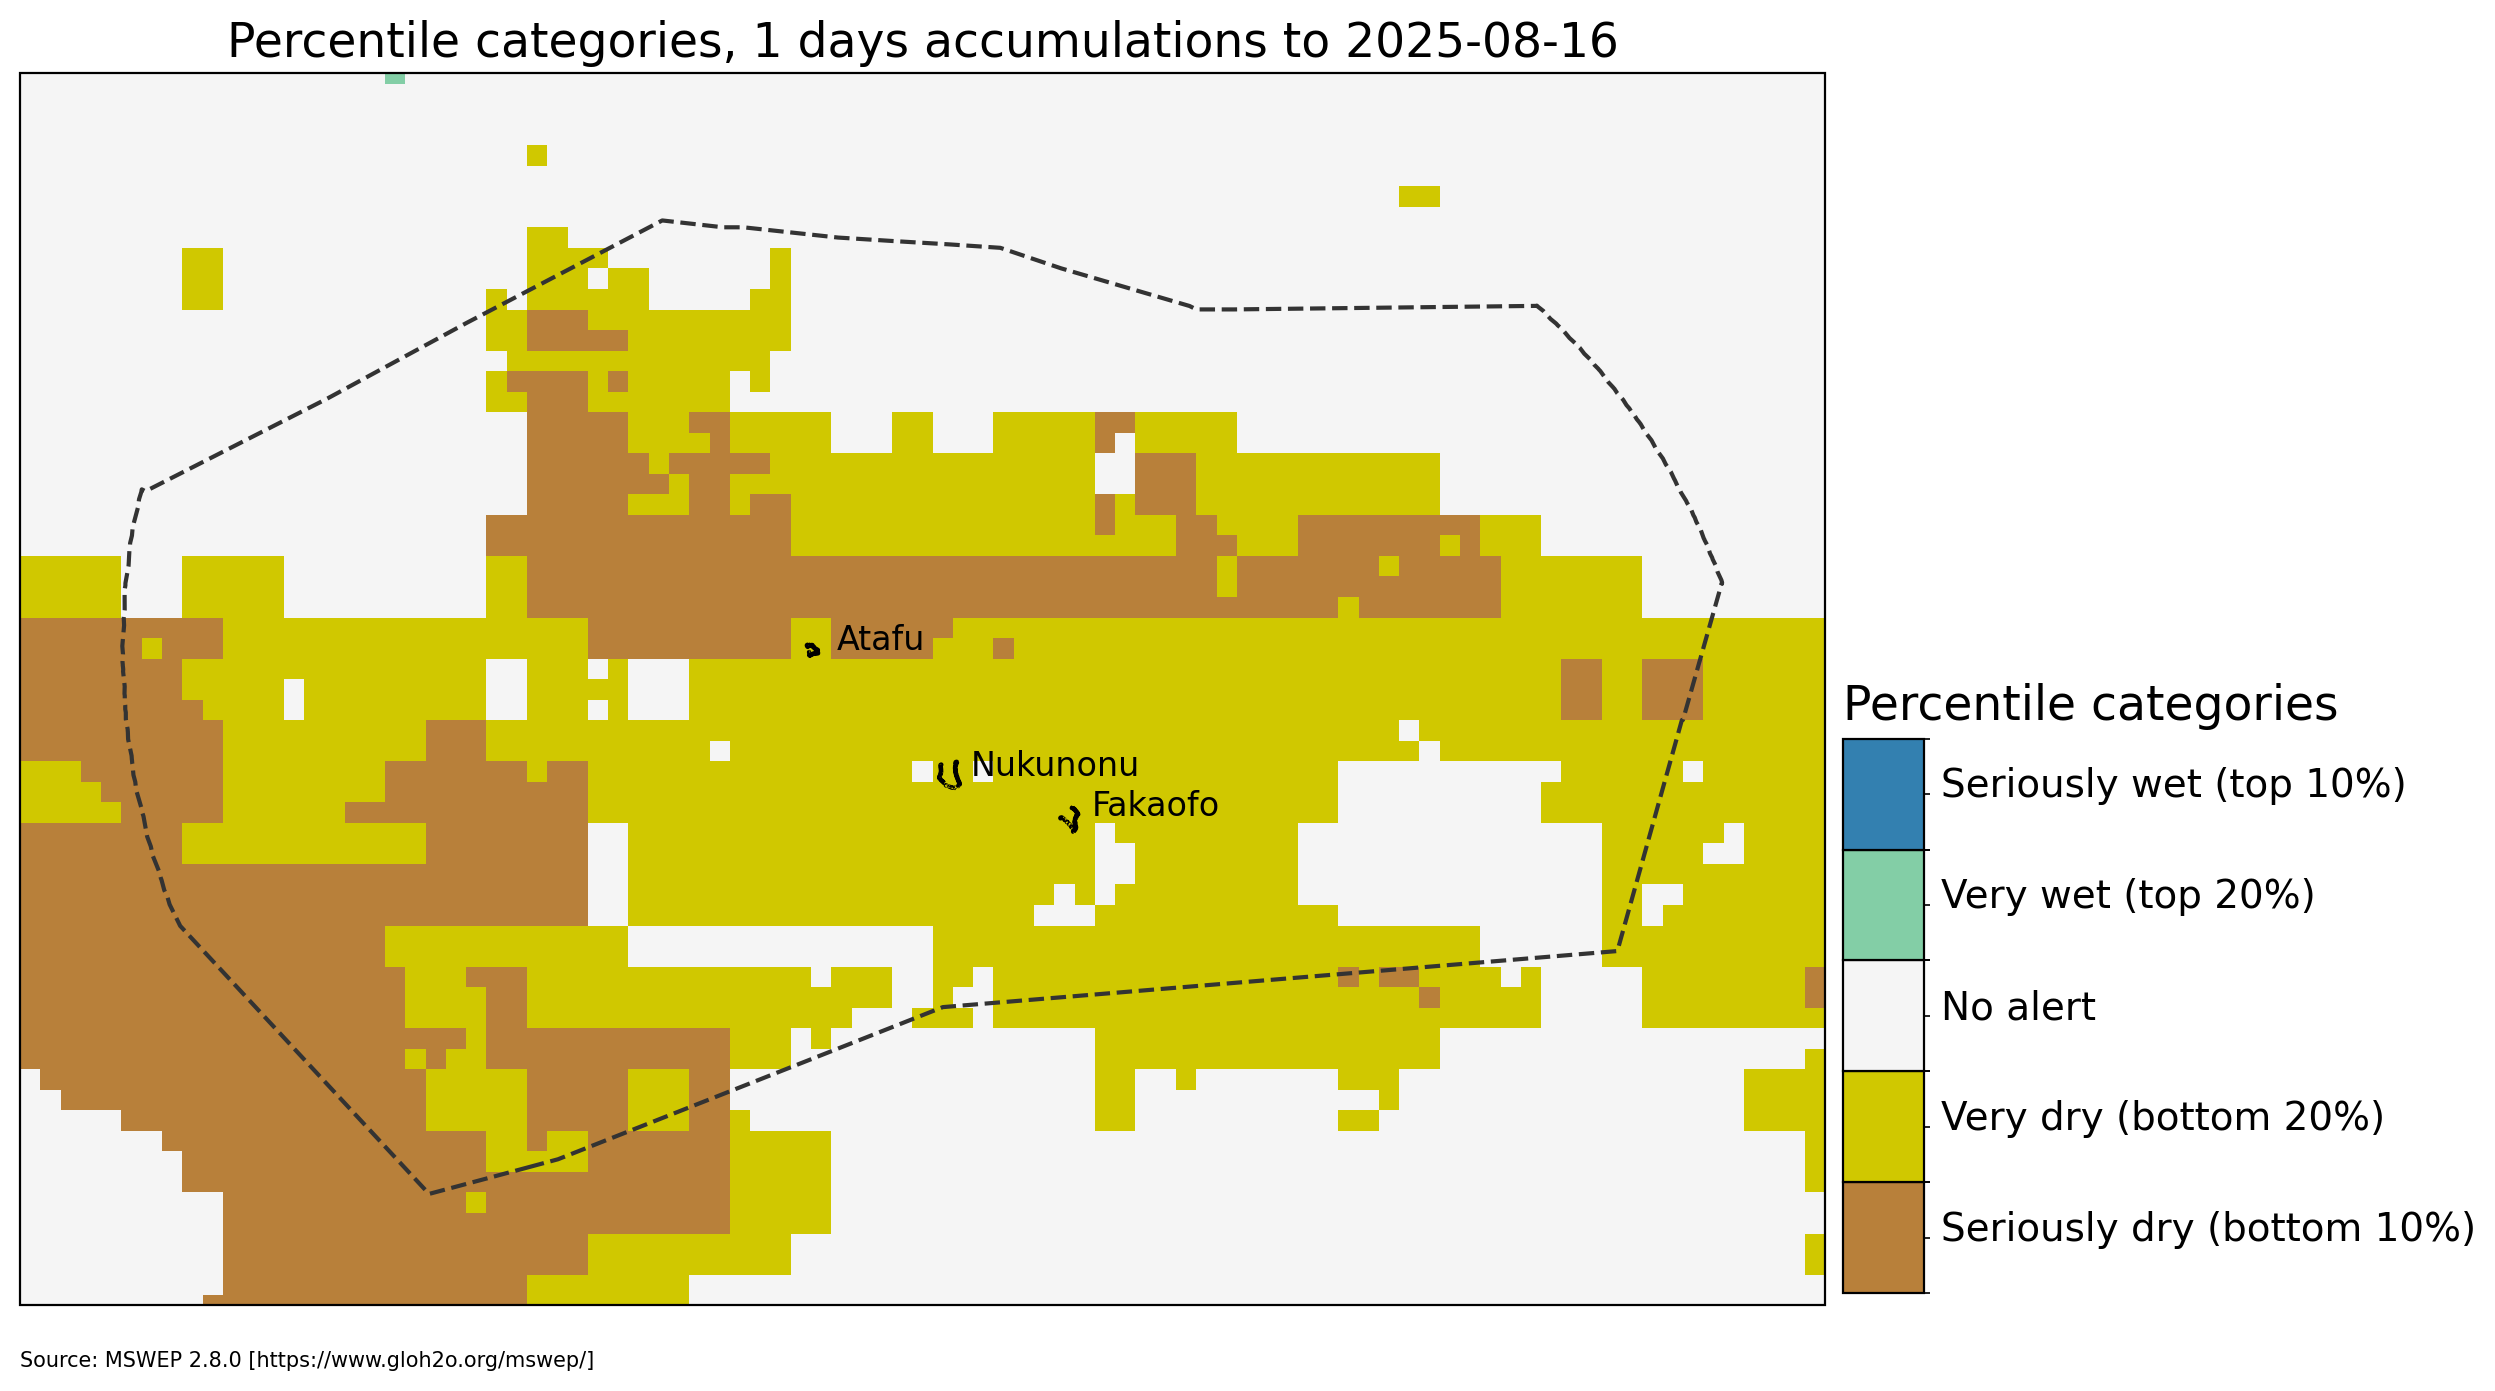 Percentile categories, 1 days accumulations to 2025-08-16
Atafu
Nukunonu
Fakaofo
Percentile categories
Seriously wet (top 10%)
Very wet (top 20%)
No alert
Very dry (bottom 20%)
Seriously dry (bottom 10%)
Source: MSWEP 2.8.0 [https://www.gloh2o.org/mswep/]